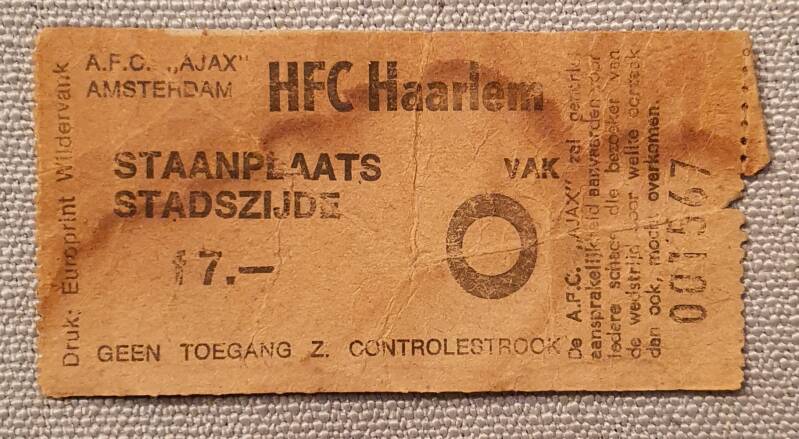 A.F.C. „AJAX"
AMSTERDAM
HFC Haarlem
STAANPLAATS
STADSZIJDE
VAK
O
7.—
GEEN TOEGANG Z. CONTROLESTROOK
Druk: Europrint Wildervank
De A.F.C. „AJAX" zal generlei
aansprakelijkheid aanvaarden voor
iedere schade die bezoeker van
de wedstrijd door welke oorzaak
dan ook, mocht overkomen.
001567